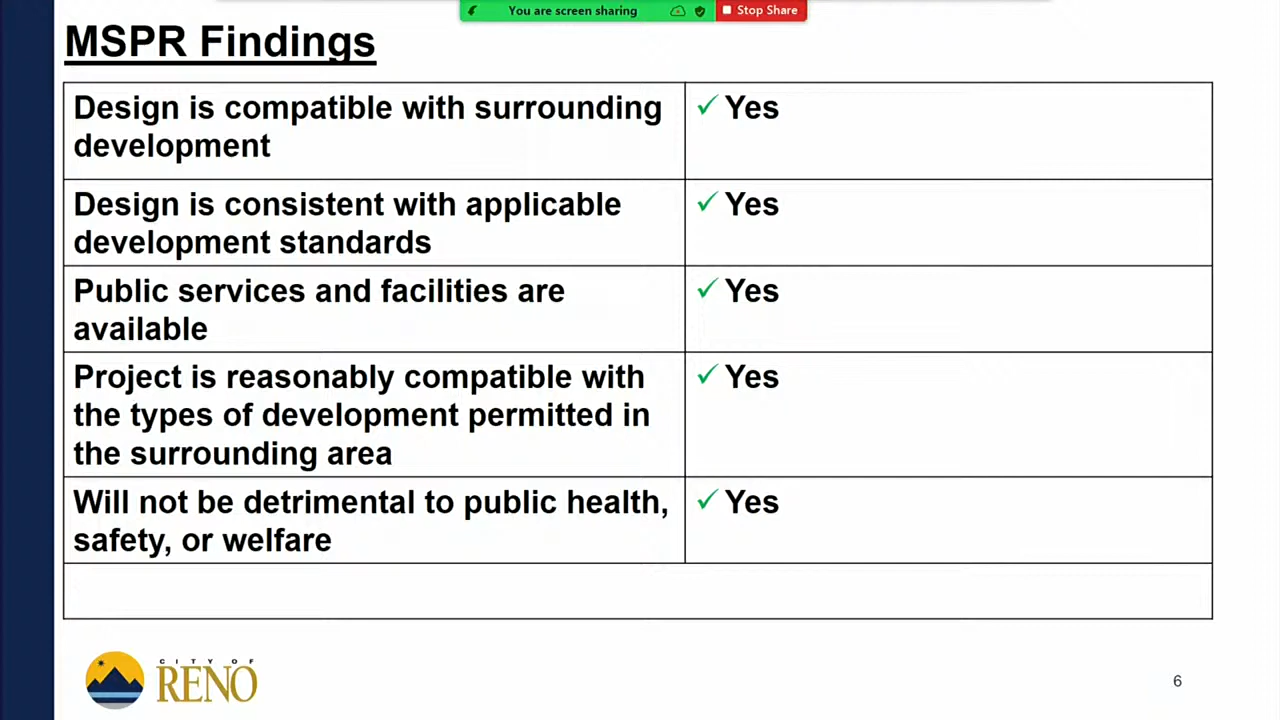 You are screen sharing
Stop Share
MSPR Findings
Design is compatible with surrounding
development
✓ Yes
Design is consistent with applicable
development standards
✓ Yes
Public services and facilities are
available
✓ Yes
Project is reasonably compatible with
the types of development permitted in
the surrounding area
✓ Yes
Will not be detrimental to public health,
safety, or welfare
✓ Yes
CITY OF
RENO
6